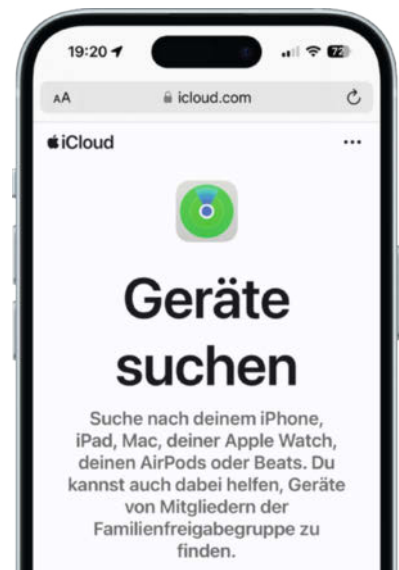 19:20
72
AA
icloud.com
iCloud
Geräte
suchen
Suche nach deinem iPhone,
iPad, Mac, deiner Apple Watch,
deinen AirPods oder Beats. Du
kannst auch dabei helfen, Geräte
von Mitgliedern der
Familienfreigabegruppe zu
finden.